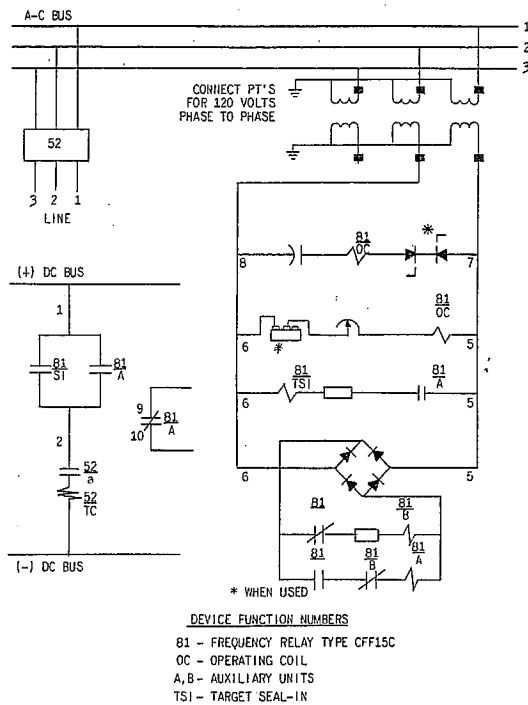 A-C BUS
1
2
3
CONNECT PT'S
FOR 120 VOLTS
PHASE TO PHASE
52
3 2 1
LINE
*
81
OC
8
7
(+) DC BUS
1
81
OC
81
SI
81
A
6
*
5
81
TSI
81
A
9
10
81
A
6
5
2
52
a
6
5
52
TC
81
81
B
81
81
B
81
A
(-) DC BUS
* WHEN USED
DEVICE FUNCTION NUMBERS
81 - FREQUENCY RELAY TYPE CFF15C
OC - OPERATING COIL
A,B - AUXILIARY UNITS
TSI - TARGET SEAL-IN